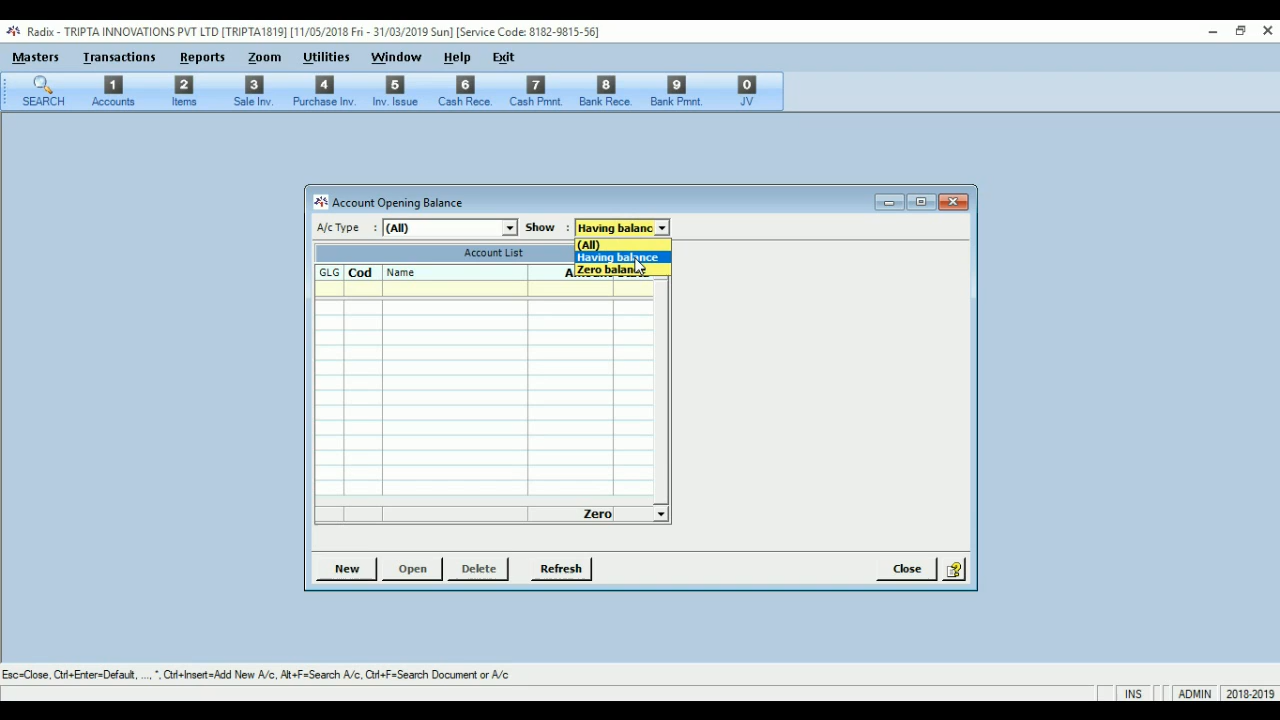 Radix - TRIPTA INNOVATIONS PVT LTD [TRIPTA1819] [11/05/2018 Fri - 31/03/2019 Sun] [Service Code: 8182-9815-56]
Masters Transactions Reports Zoom Utilities Window Help Exit
1 2 3 4 5 6 7 8 9 0
SEARCH Accounts Items Sale Inv. Purchase Inv. Inv. Issue Cash Rece. Cash Pmnt. Bank Rece. Bank Pmnt. JV
Account Opening Balance
A/c Type : (All) Show : Having balanc
(All)
Account List
Having balance
Zero balance
GLG Cod Name
Zero
New Open Delete Refresh Close
Esc=Close, Ctrl+Enter=Default, ..., *, Ctrl+Insert=Add New A/c, Alt+F=Search A/c, Ctrl+F=Search Document or A/c
INS ADMIN 2018-2019